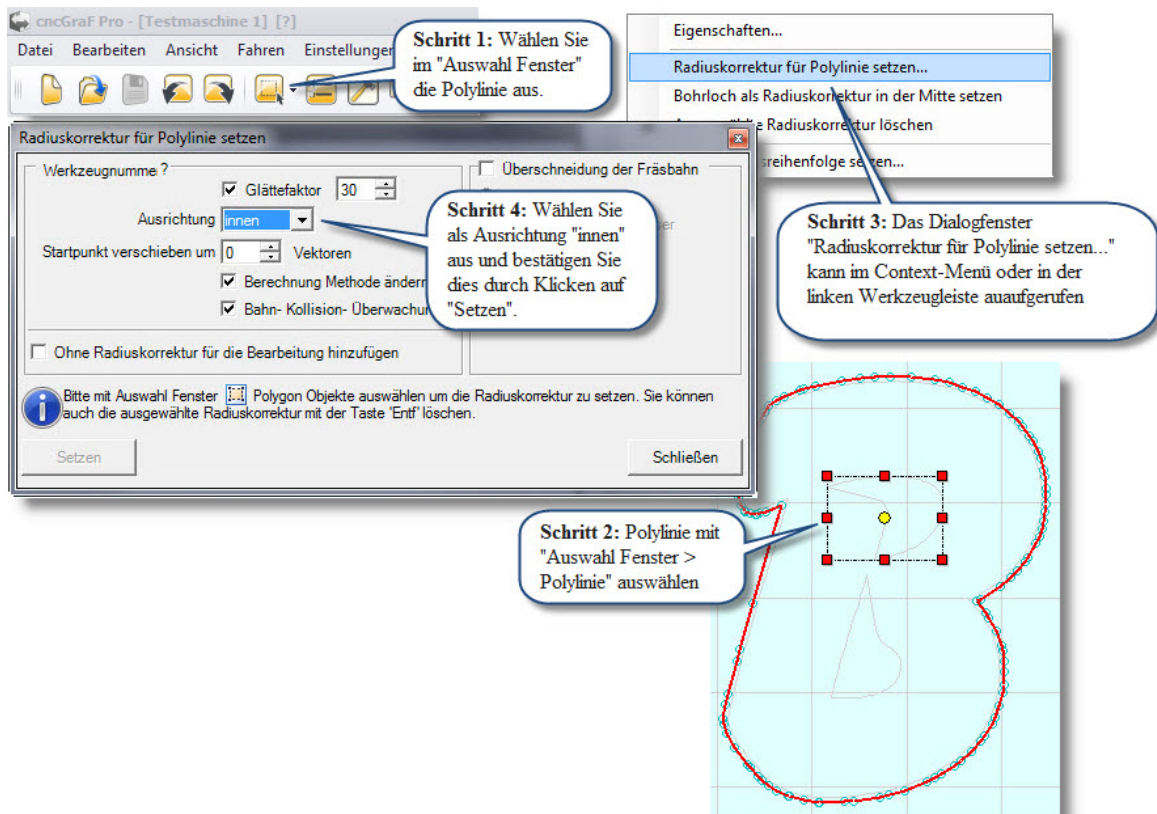 cncGraF Pro - [Testmaschine 1] [?]
Datei Bearbeiten Ansicht Fahren Einstellungen
Schritt 1: Wählen Sie
im "Auswahl Fenster"
die Polylinie aus.
Eigenschaften...
Radiuskorrektur für Polylinie setzen...
Bohrloch als Radiuskorrektur in der Mitte setzen
Radiuskorrektur löschen
setzen...
Schritt 3: Das Dialogfenster
"Radiuskorrektur für Polylinie setzen..."
kann im Context-Menü oder in der
linken Werkzeugleiste auaufgerufen
Radiuskorrektur für Polylinie setzen
Werkzeugnumme ?
Glättefaktor 30
Ausrichtung innen
Startpunkt verschieben um 0 Vektoren
Berechnung Methode ändern
Bahn- Kollision- Überwachu
Ohne Radiuskorrektur für die Bearbeitung hinzufügen
Überschneidung der Fräsbahn
Schritt 4: Wählen Sie
als Ausrichtung "innen"
aus und bestätigen Sie
dies durch Klicken auf
"Setzen".
Bitte mit Auswahl Fenster Polygon Objekte auswählen um die Radiuskorrektur zu setzen. Sie können
auch die ausgewählte Radiuskorrektur mit der Taste 'Entf' löschen.
Setzen
Schließen
Schritt 2: Polylinie mit
"Auswahl Fenster >
Polylinie" auswählen